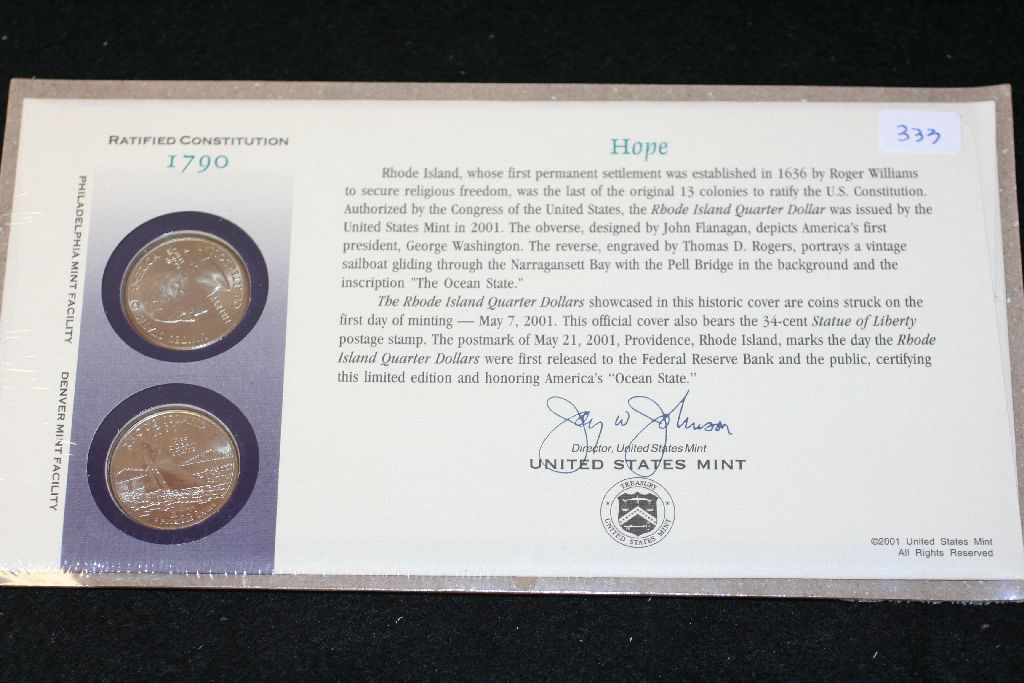 RATIFIED CONSTITUTION
1790
PHILADELPHIA MINT FACILITY
DENVER MINT FACILITY
333
Hope
Rhode Island, whose first permanent settlement was established in 1636 by Roger Williams
to secure religious freedom, was the last of the original 13 colonies to ratify the U.S. Constitution.
Authorized by the Congress of the United States, the Rhode Island Quarter Dollar was issued by the
United States Mint in 2001. The obverse, designed by John Flanagan, depicts America's first
president, George Washington. The reverse, engraved by Thomas D. Rogers, portrays a vintage
sailboat gliding through the Narragansett Bay with the Pell Bridge in the background and the
inscription "The Ocean State."
The Rhode Island Quarter Dollars showcased in this historic cover are coins struck on the
first day of minting — May 7, 2001. This official cover also bears the 34-cent Statue of Liberty
postage stamp. The postmark of May 21, 2001, Providence, Rhode Island, marks the day the Rhode
Island Quarter Dollars were first released to the Federal Reserve Bank and the public, certifying
this limited edition and honoring America's “Ocean State.”
Jay W Johnson
Director, United States Mint
UNITED STATES MINT
TREASURY
UNITED STATES MINT
©2001 United States Mint
All Rights Reserved